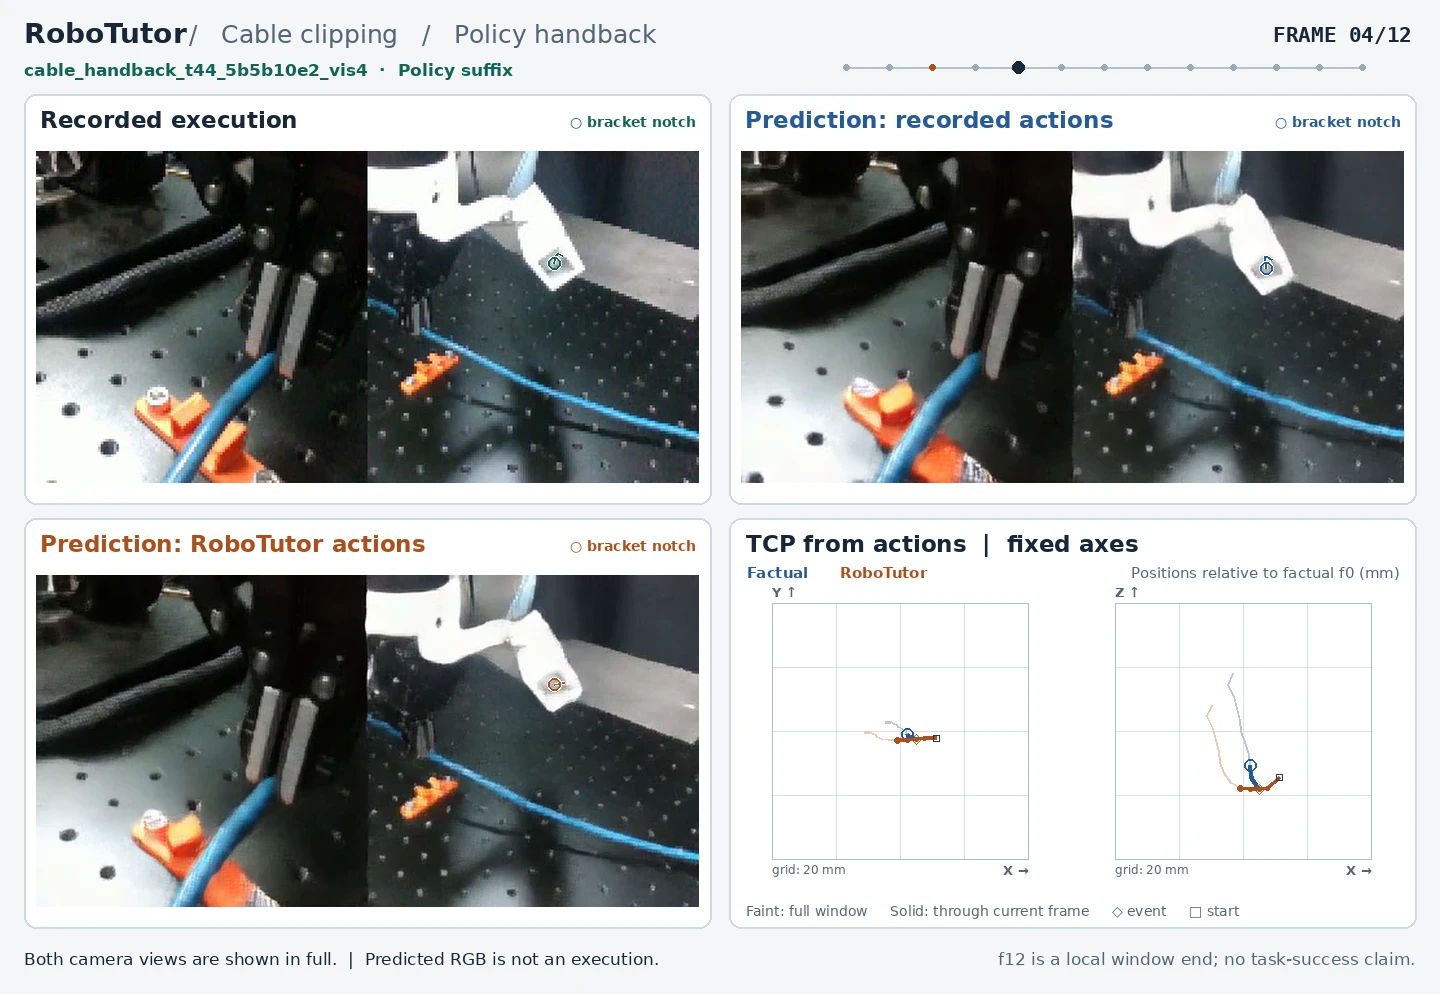 RoboTutor / Cable clipping / Policy handback
FRAME 04/12
cable_handback_t44_5b5b10e2_vis4 · Policy suffix
Recorded execution
○ bracket notch
Prediction: recorded actions
○ bracket notch
Prediction: RoboTutor actions
○ bracket notch
TCP from actions | fixed axes
Factual RoboTutor
Positions relative to factual f0 (mm)
Y ↑
Z ↑
grid: 20 mm
X →
grid: 20 mm
X →
Faint: full window Solid: through current frame ◇ event □ start
Both camera views are shown in full. | Predicted RGB is not an execution.
f12 is a local window end; no task-success claim.